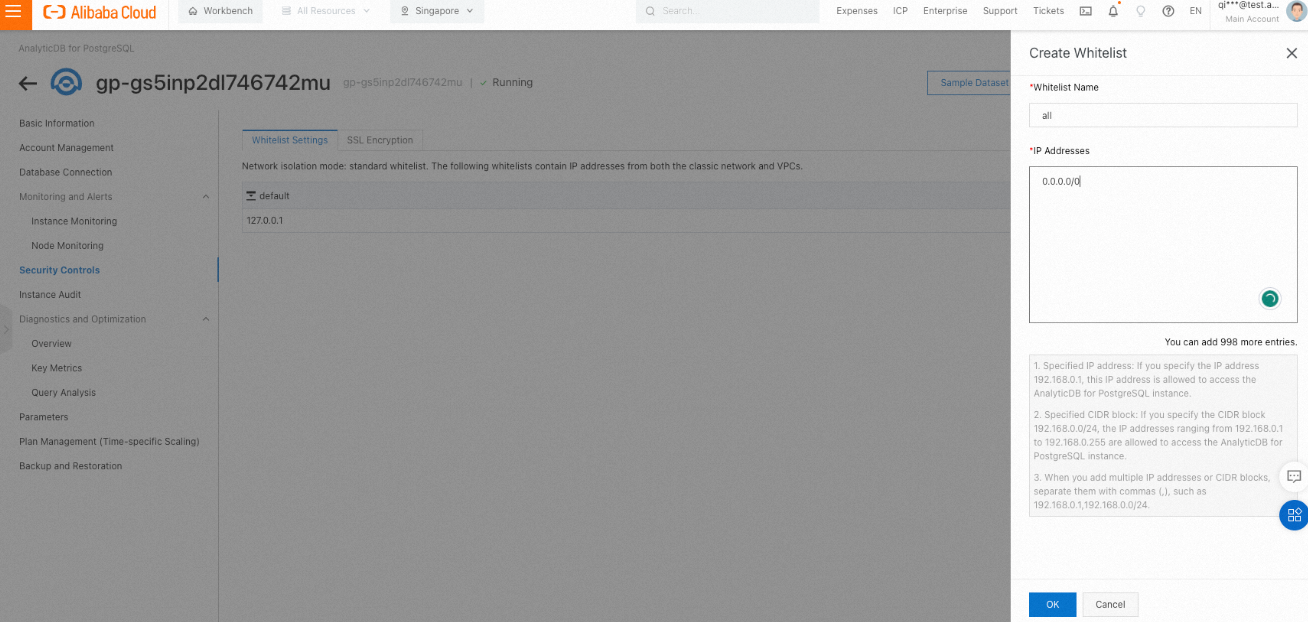 Alibaba Cloud
Workbench
All Resources
Singapore
Search...
Expenses
ICP
Enterprise
Support
Tickets
EN
qi***@test.a...
Main Account
AnalyticDB for PostgreSQL
gp-gs5inp2dl746742mu
gp-gs5inp2dl746742mu | Running
Sample Dataset
Basic Information
Account Management
Database Connection
Monitoring and Alerts
Instance Monitoring
Node Monitoring
Security Controls
Instance Audit
Diagnostics and Optimization
Overview
Key Metrics
Query Analysis
Parameters
Plan Management (Time-specific Scaling)
Backup and Restoration
Whitelist Settings
SSL Encryption
Network isolation mode: standard whitelist. The following whitelists contain IP addresses from both the classic network and VPCs.
default
127.0.0.1
Create Whitelist
*Whitelist Name
all
*IP Addresses
0.0.0.0/0
You can add 998 more entries.
1. Specified IP address: If you specify the IP address
192.168.0.1, this IP address is allowed to access the
AnalyticDB for PostgreSQL instance.
2. Specified CIDR block: If you specify the CIDR block
192.168.0.0/24, the IP addresses ranging from 192.168.0.1
to 192.168.0.255 are allowed to access the AnalyticDB for
PostgreSQL instance.
3. When you add multiple IP addresses or CIDR blocks,
separate them with commas (,), such as
192.168.0.1,192.168.0.0/24.
OK
Cancel